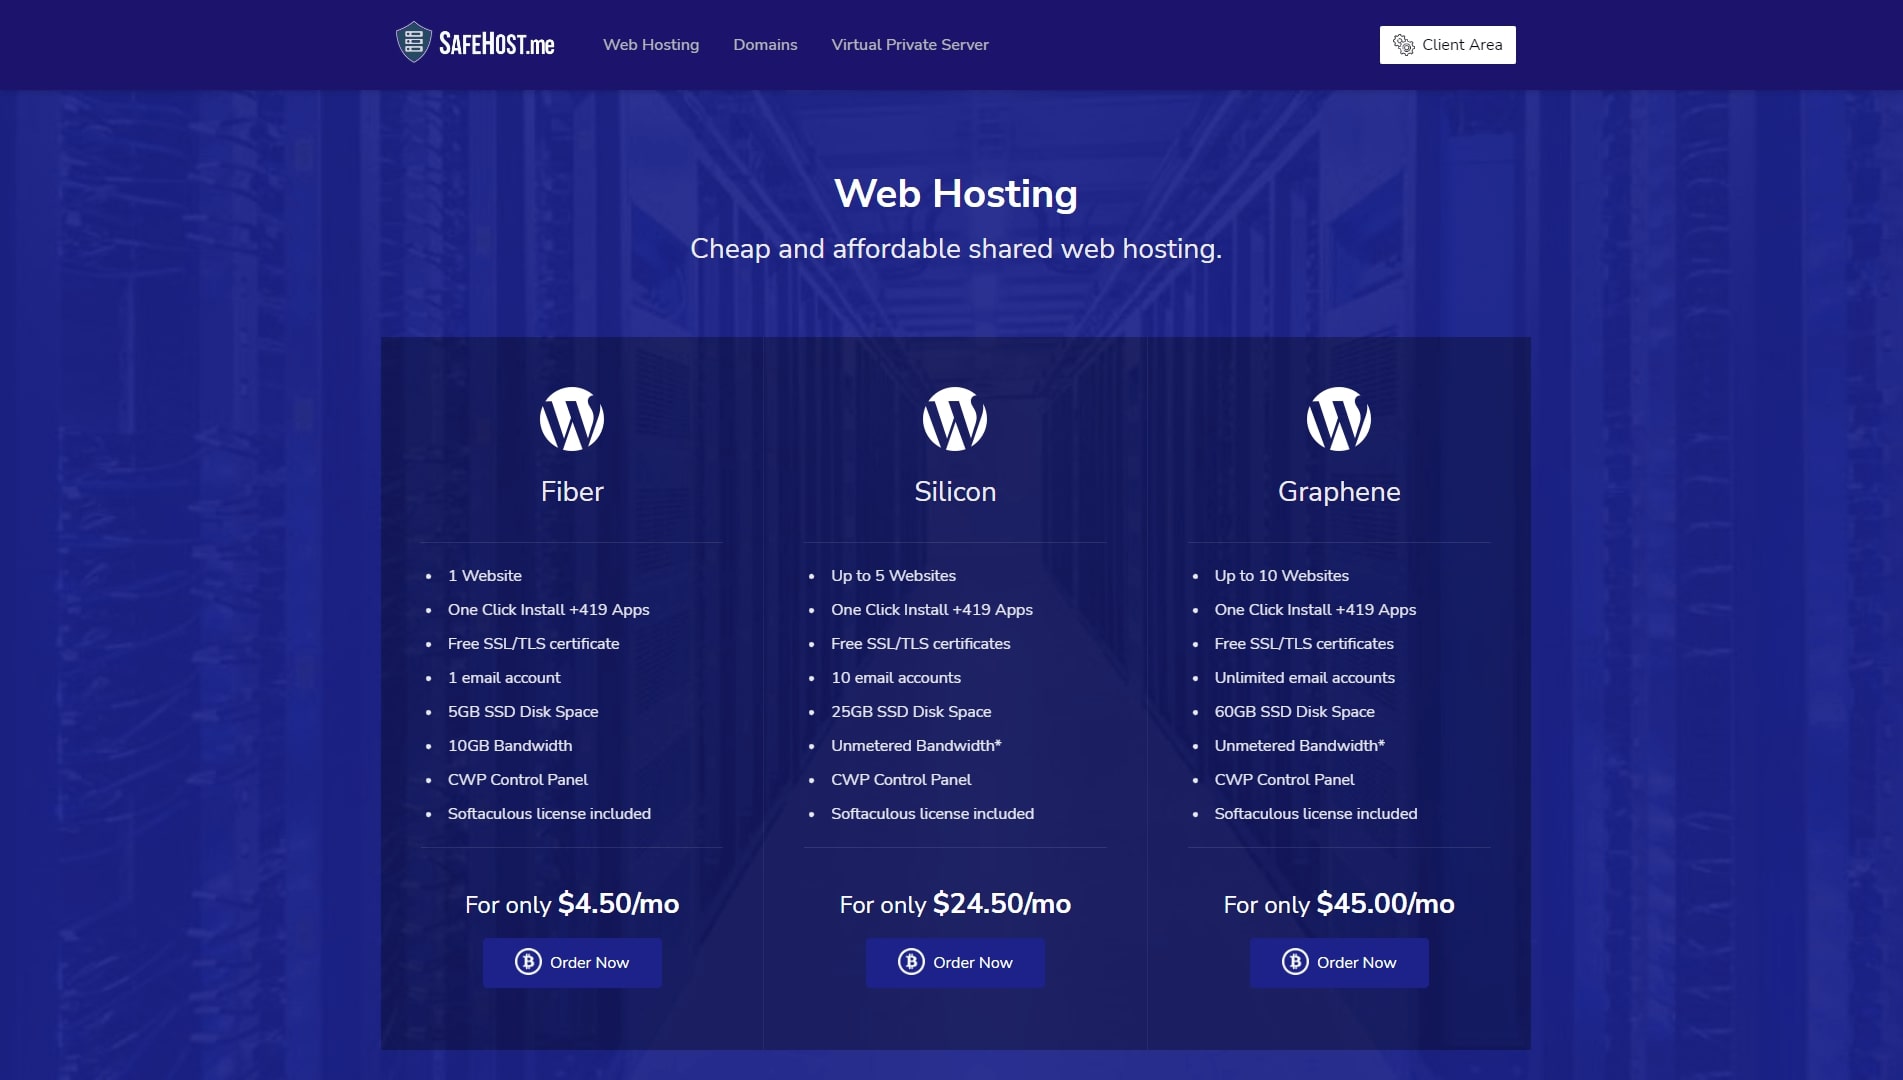 SAFEHOST.me
Web Hosting
Domains
Virtual Private Server
Client Area
Web Hosting
Cheap and affordable shared web hosting.
Fiber
1 Website
One Click Install +419 Apps
Free SSL/TLS certificate
1 email account
5GB SSD Disk Space
10GB Bandwidth
CWP Control Panel
Softaculous license included
For only $4.50/mo
Order Now
Silicon
Up to 5 Websites
One Click Install +419 Apps
Free SSL/TLS certificates
10 email accounts
25GB SSD Disk Space
Unmetered Bandwidth*
CWP Control Panel
Softaculous license included
For only $24.50/mo
Order Now
Graphene
Up to 10 Websites
One Click Install +419 Apps
Free SSL/TLS certificates
Unlimited email accounts
60GB SSD Disk Space
Unmetered Bandwidth*
CWP Control Panel
Softaculous license included
For only $45.00/mo
Order Now